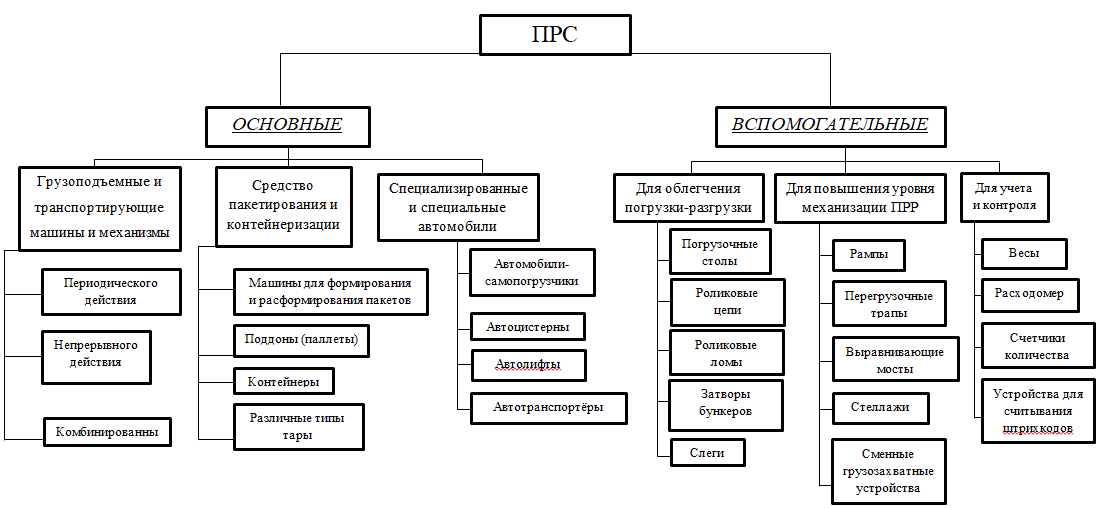 ПРС
ОСНОВНЫЕ
ВСПОМОГАТЕЛЬНЫЕ
Грузоподъемные и
транспортирующие
машины и механизмы
Периодического
действия
Непрерывного
действия
Комбинированны
Средство
пакетирования и
контейнеризации
Машины для формирования
и расформирования пакетов
Поддоны (паллеты)
Контейнеры
Различные типы
тары
Специализированные
и специальные
автомобили
Автомобили-
самопогрузчики
Автоцистерны
Автолифты
Автотранспортёры
Для облегчения
погрузки-разгрузки
Погрузочные
столы
Роликовые
цепи
Роликовые
ломы
Затворы
бункеров
Слеги
Для повышения уровня
механизации ПРР
Рампы
Перегрузочные
трапы
Выравнивающие
мосты
Стеллажи
Сменные
грузозахватные
устройства
Для учета
и контроля
Весы
Расходомер
Счетчики
количества
Устройства для
считывания
штрихкодов